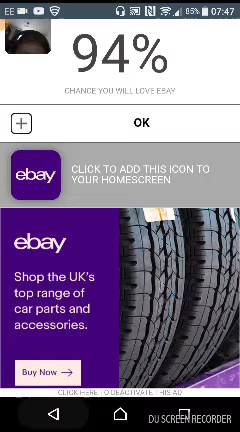 EE 85% 07:47
94%
CHANCE YOU WILL LOVE EBAY
OK
ebay
CLICK TO ADD THIS ICON TO
YOUR HOMESCREEN
ebay
Shop the UK's
top range of
car parts and
accessories.
Buy Now →
CLICK HERE TO DEACTIVATE THIS AD
DU SCREEN RECORDER